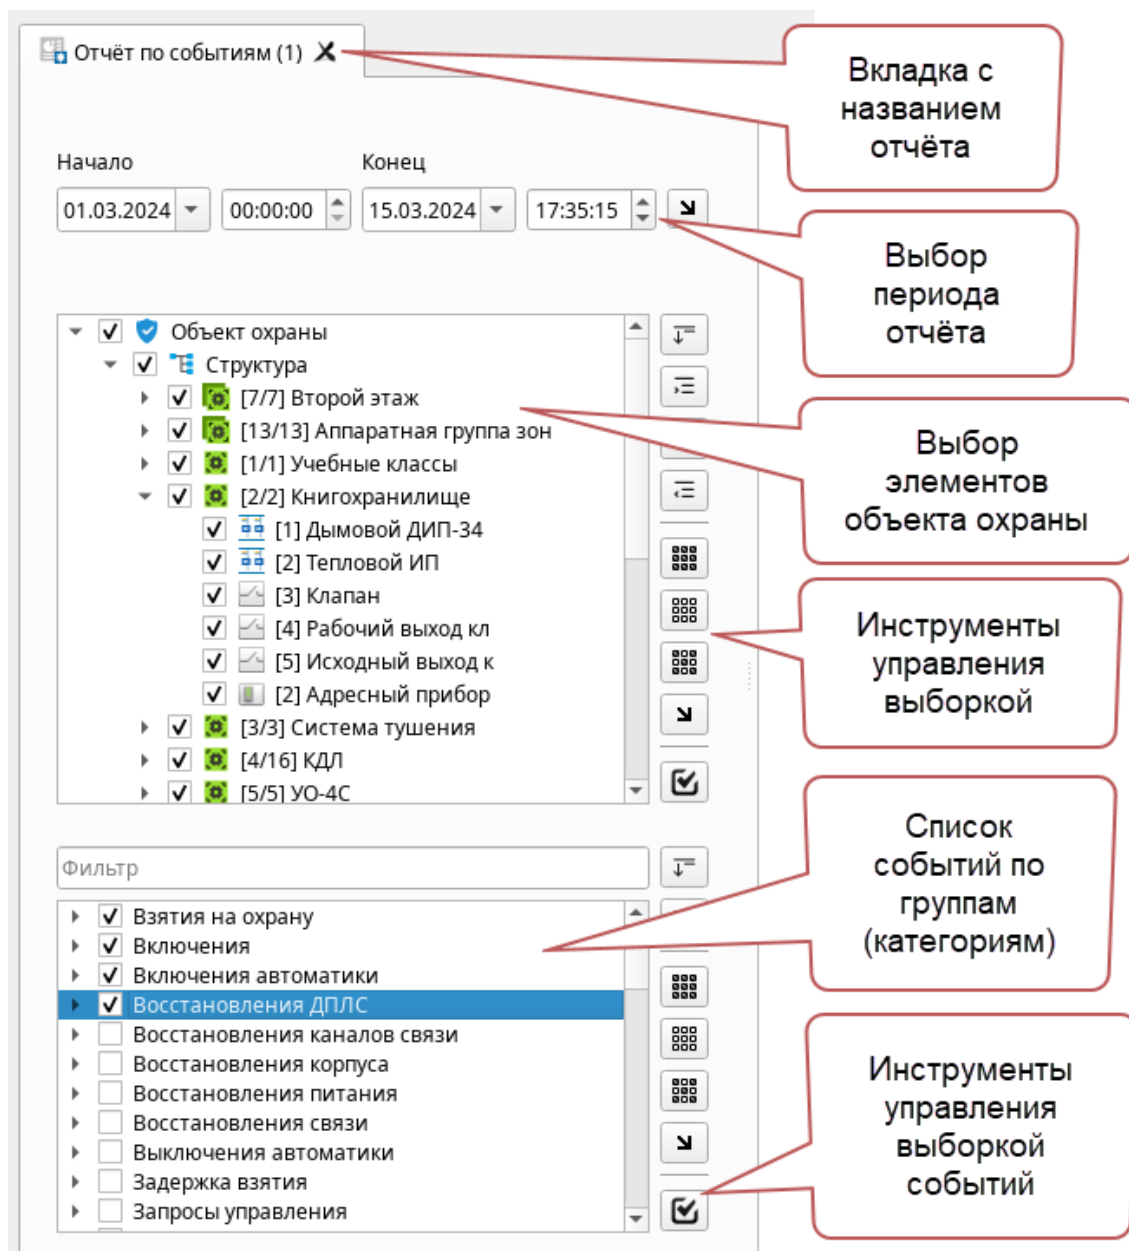 Отчёт по событиям (1)
Вкладка с
названием
отчёта
Начало
Конец
01.03.2024
00:00:00
15.03.2024
17:35:15
Выбор
периода
отчёта
Объект охраны
Структура
[7/7] Второй этаж
[13/13] Аппаратная группа зон
[1/1] Учебные классы
[2/2] Книгохранилище
[1] Дымовой ДИП-34
[2] Тепловой ИП
[3] Клапан
[4] Рабочий выход кл
[5] Исходный выход к
[2] Адресный прибор
[3/3] Система тушения
[4/16] КДЛ
[5/5] УО-4С
Выбор
элементов
объекта охраны
Инструменты
управления
выборкой
Фильтр
Взятия на охрану
Включения
Включения автоматики
Восстановления ДПЛС
Восстановления каналов связи
Восстановления корпуса
Восстановления питания
Восстановления связи
Выключения автоматики
Задержка взятия
Запросы управления
Список
событий по
группам
(категориям)
Инструменты
управления
выборкой
событий